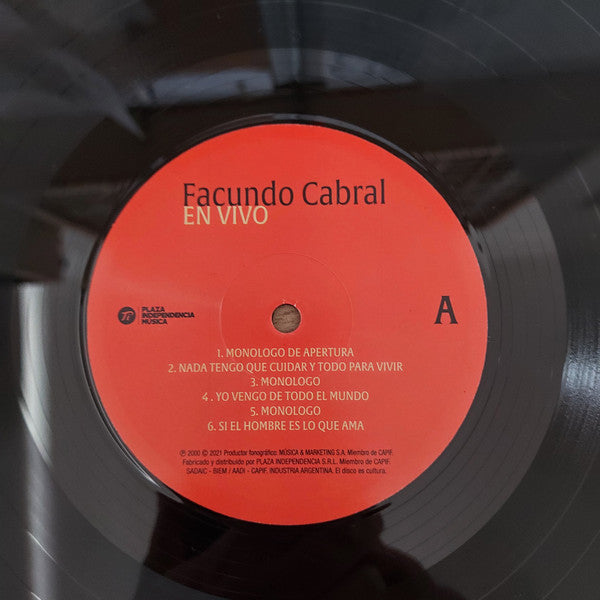 Facundo Cabral
EN VIVO
PLAZA
INDEPENDENCIA
MÚSICA
A
1. MONOLOGO DE APERTURA
2. NADA TENGO QUE CUIDAR Y TODO PARA VIVIR
3. MONOLOGO
4 . YO VENGO DE TODO EL MUNDO
5. MONOLOGO
6. SI EL HOMBRE ES LO QUE AMA
℗ 2000 © 2021 Productor fonográfico: MÚSICA & MARKETING S.A. Miembro de CAPIF.
Fabricado y distribuido por PLAZA INDEPENDENCIA S.R.L. Miembro de CAPIF.
SADAIC - BIEM / AADI - CAPIF. INDUSTRIA ARGENTINA. El disco es cultura.